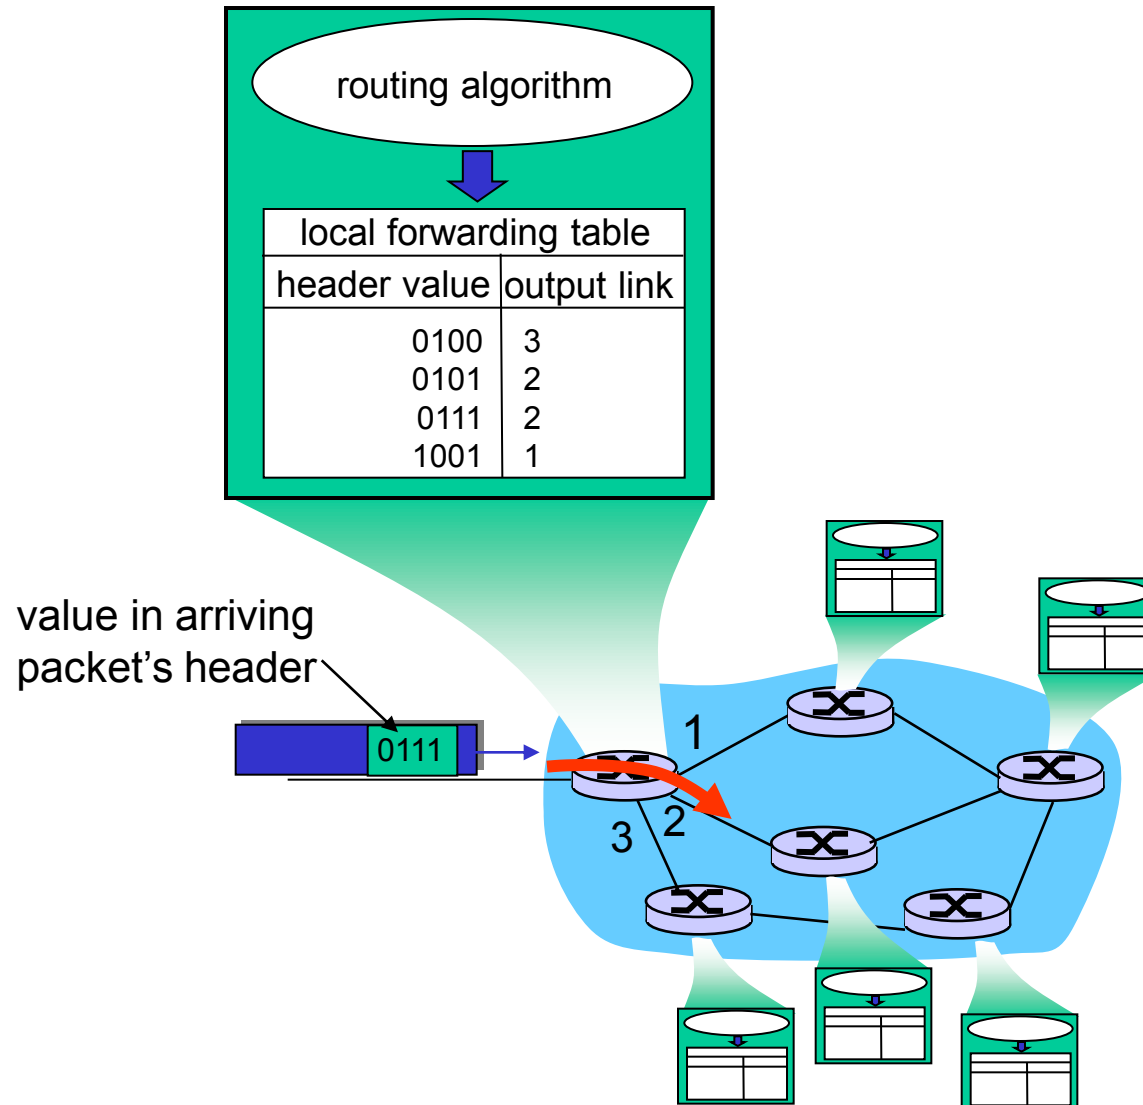 routing algorithm
local forwarding table
header value output link
0100 3
0101 2
0111 2
1001 1
value in arriving
packet’s header
0111
1
2
3